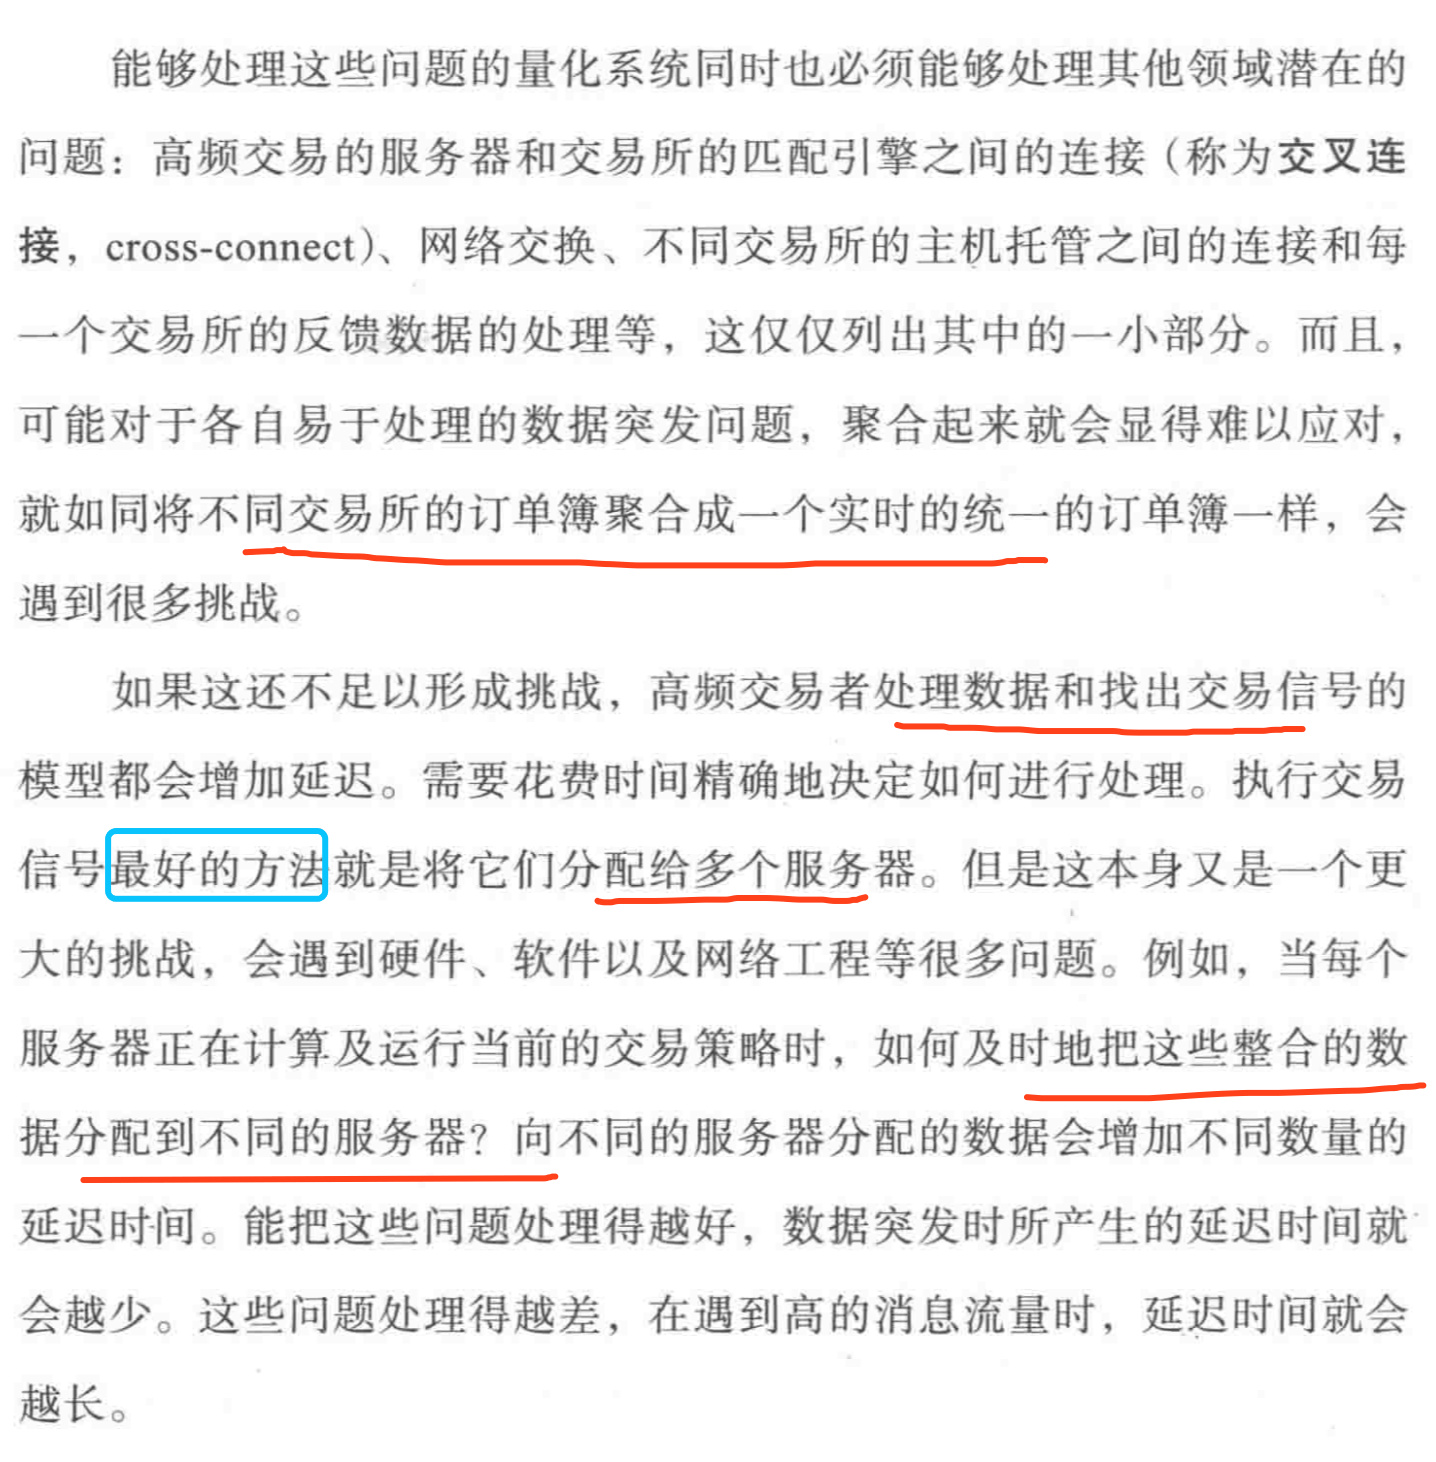 能够处理这些问题的量化系统同时也必须能够处理其他领域潜在的
问题：高频交易的服务器和交易所的匹配引擎之间的连接（称为交叉连
接，cross-connect）、网络交换、不同交易所的主机托管之间的连接和每
一个交易所的反馈数据的处理等，这仅仅列出其中的一小部分。而且，
可能对于各自易于处理的数据突发问题，聚合起来就会显得难以应对，
就如同将不同交易所的订单簿聚合成一个实时的统一的订单簿一样，会
遇到很多挑战。
如果这还不足以形成挑战，高频交易者处理数据和找出交易信号的
模型都会增加延迟。需要花费时间精确地决定如何进行处理。执行交易
信号最好的方法就是将它们分配给多个服务器。但是这本身又是一个更
大的挑战，会遇到硬件、软件以及网络工程等很多问题。例如，当每个
服务器正在计算及运行当前的交易策略时，如何及时地把这些整合的数
据分配到不同的服务器？向不同的服务器分配的数据会增加不同数量的
延迟时间。能把这些问题处理得越好，数据突发时所产生的延迟时间就
会越少。这些问题处理得越差，在遇到高的消息流量时，延迟时间就会
越长。